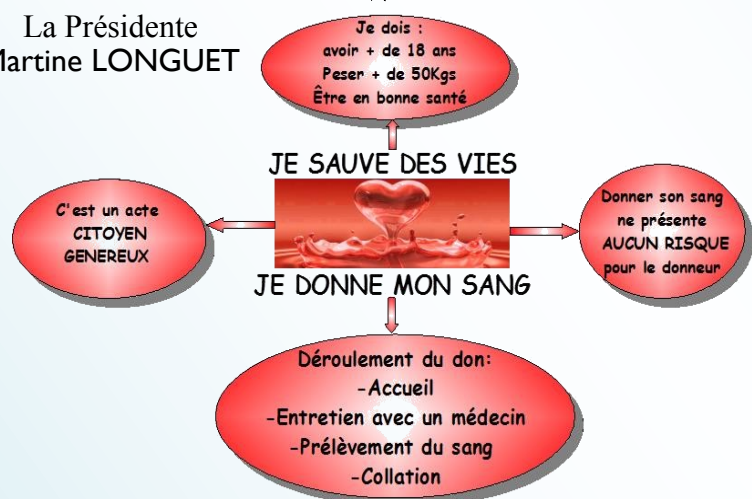 La Présidente
Martine LONGUET
Je dois :
avoir + de 18 ans
Peser + de 50Kgs
Être en bonne santé
JE SAUVE DES VIES
C'est un acte
CITOYEN
GENEREUX
Donner son sang
ne présente
AUCUN RISQUE
pour le donneur
JE DONNE MON SANG
Déroulement du don:
-Accueil
-Entretien avec un médecin
-Prélèvement du sang
-Collation